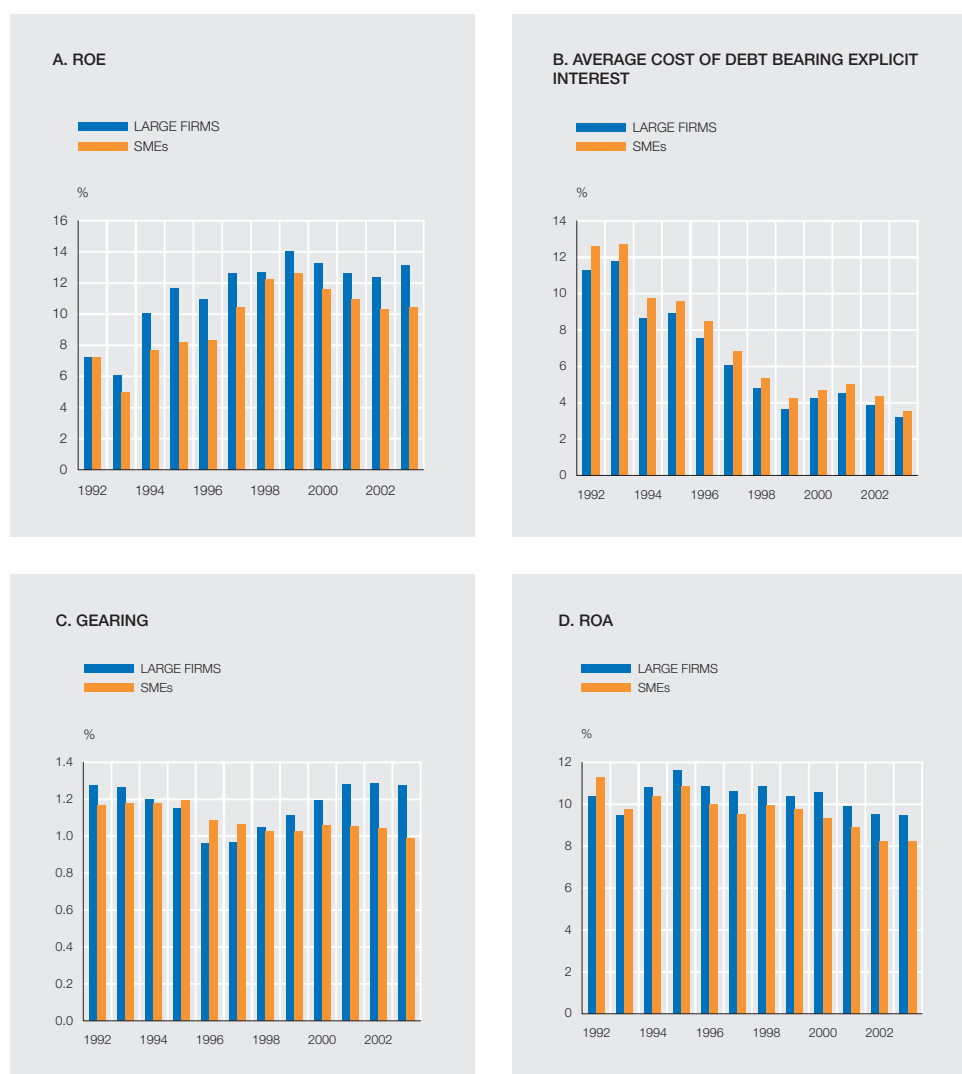 A. ROE
LARGE FIRMS
SMEs
%
16
14
12
10
8
6
4
2
0
1992 1994 1996 1998 2000 2002
B. AVERAGE COST OF DEBT BEARING EXPLICIT
INTEREST
LARGE FIRMS
SMEs
%
14
12
10
8
6
4
2
0
1992 1994 1996 1998 2000 2002
C. GEARING
LARGE FIRMS
SMEs
%
1.4
1.2
1.0
0.8
0.6
0.4
0.2
0.0
1992 1994 1996 1998 2000 2002
D. ROA
LARGE FIRMS
SMEs
%
12
10
8
6
4
2
0
1992 1994 1996 1998 2000 2002